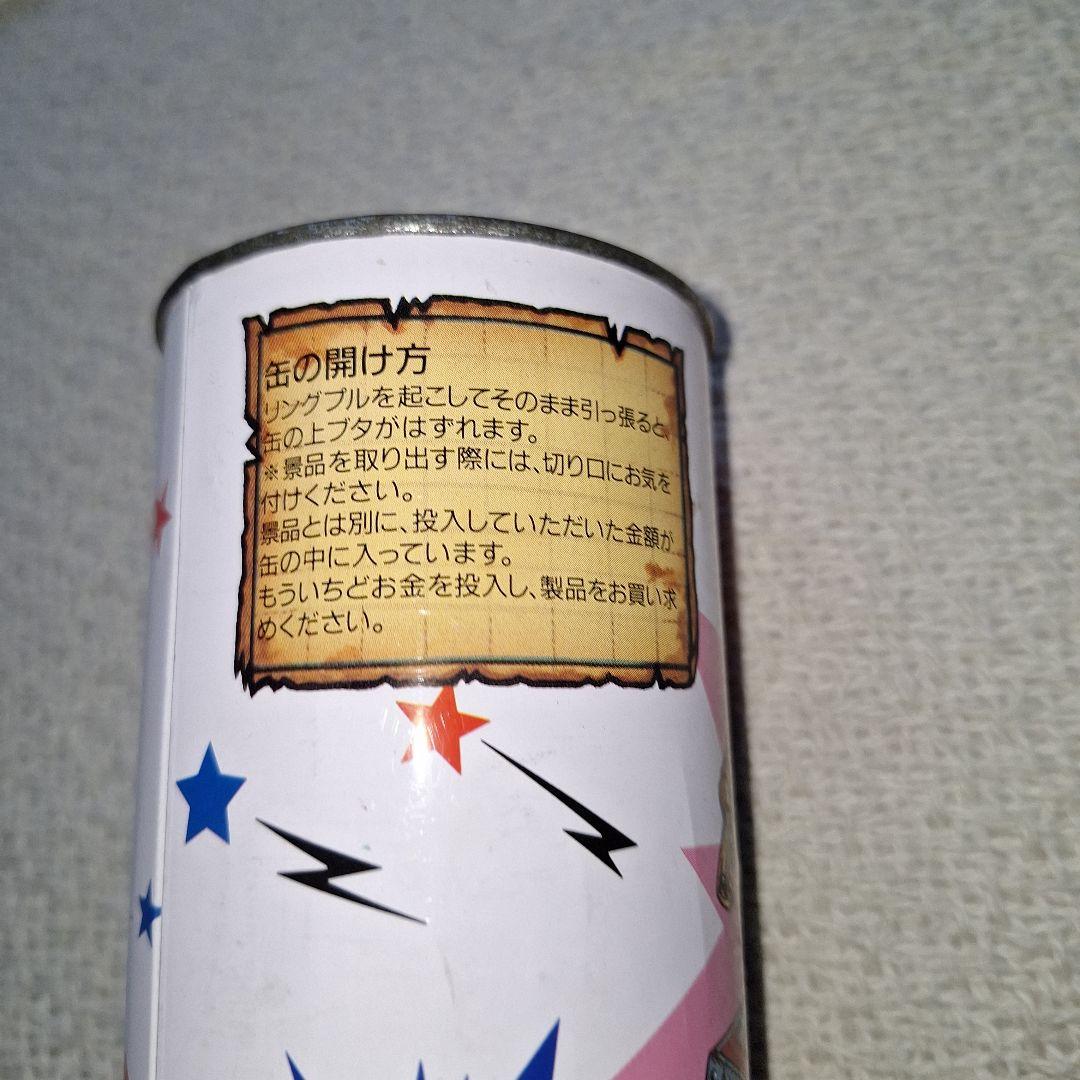 缶の開け方
リングプルを起こしてそのまま引っ張ると、
缶の上ブタがはずれます。
※景品を取り出す際には、切り口にお気を
付けください。
景品とは別に、投入していただいた金額が
缶の中に入っています。
もういちどお金を投入し、製品をお買い求
めください。